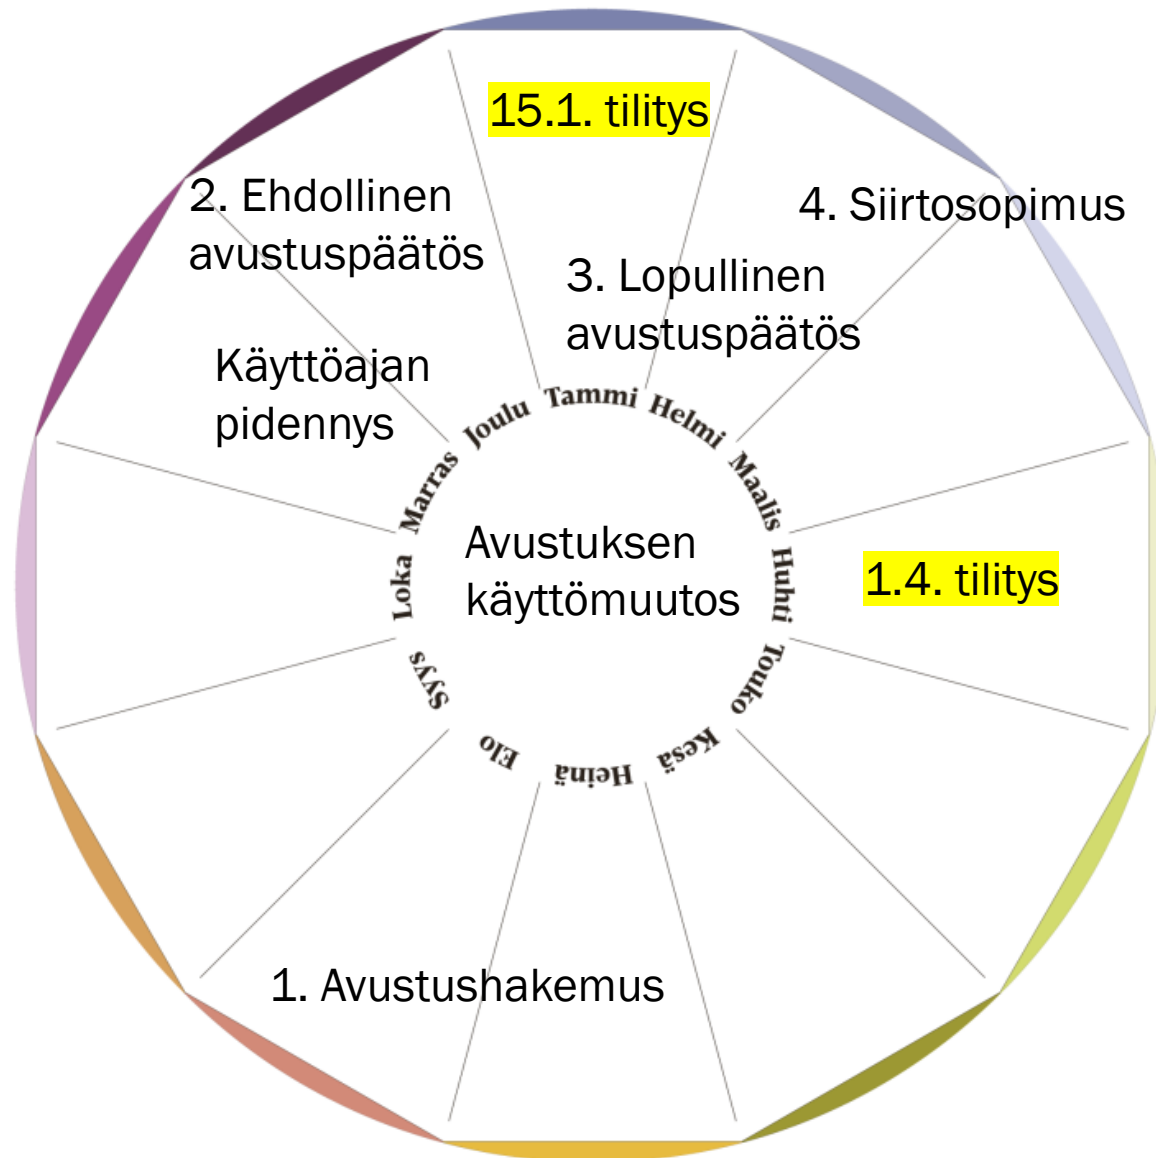 15.1. tilitys
2. Ehdollinen
avustuspäätös
4. Siirtosopimus
3. Lopullinen
avustuspäätös
Käyttöajan
pidennys
Tammi
Helmi
Maalis
Huhti
Touko
Kesä
Heinä
Elo
Syys
Loka
Marras
Joulu
Avustuksen
käyttömuutos
1.4. tilitys
1. Avustushakemus